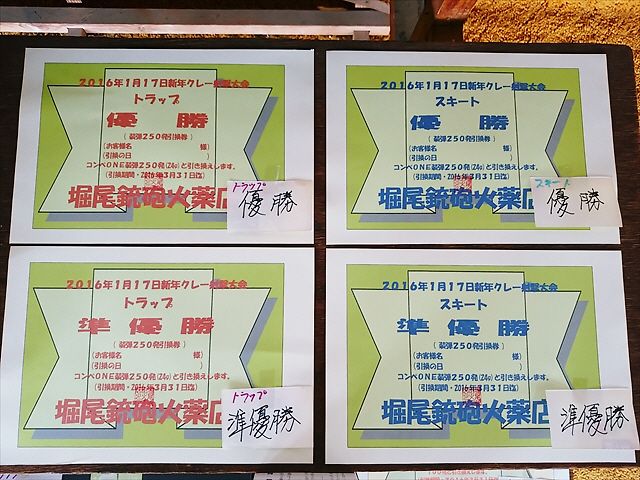 2016年1月17日新年クレー射撃大会
トラップ
優勝
(装弾250発引換券)
(お客様名 様)
(引換の日 )
コンペONE装弾250発(24g)と引き換えします。
(引換期間・2016年3月31日迄)
堀尾銃砲火薬店
トラップ
優勝
2016年1月17日新年クレー射撃大会
スキート
優勝
(装弾250発引換券)
(お客様名 様)
(引換の日 )
コンペONE装弾250発(24g)と引き換えします。
(引換期間・2016年3月31日迄)
堀尾銃砲火薬店
スキート
優勝
2016年1月17日新年クレー射撃大会
トラップ
準優勝
(装弾250発引換券)
(お客様名 様)
(引換の日 )
コンペONE装弾250発(24g)と引き換えします。
(引換期間・2016年3月31日迄)
堀尾銃砲火薬店
トラップ
準優勝
2016年1月17日新年クレー射撃大会
スキート
準優勝
(装弾250発引換券)
(お客様名 様)
(引換の日 )
コンペONE装弾250発(24g)と引き換えします。
(引換期間・2016年3月31日迄)
堀尾銃砲火薬店
準優勝